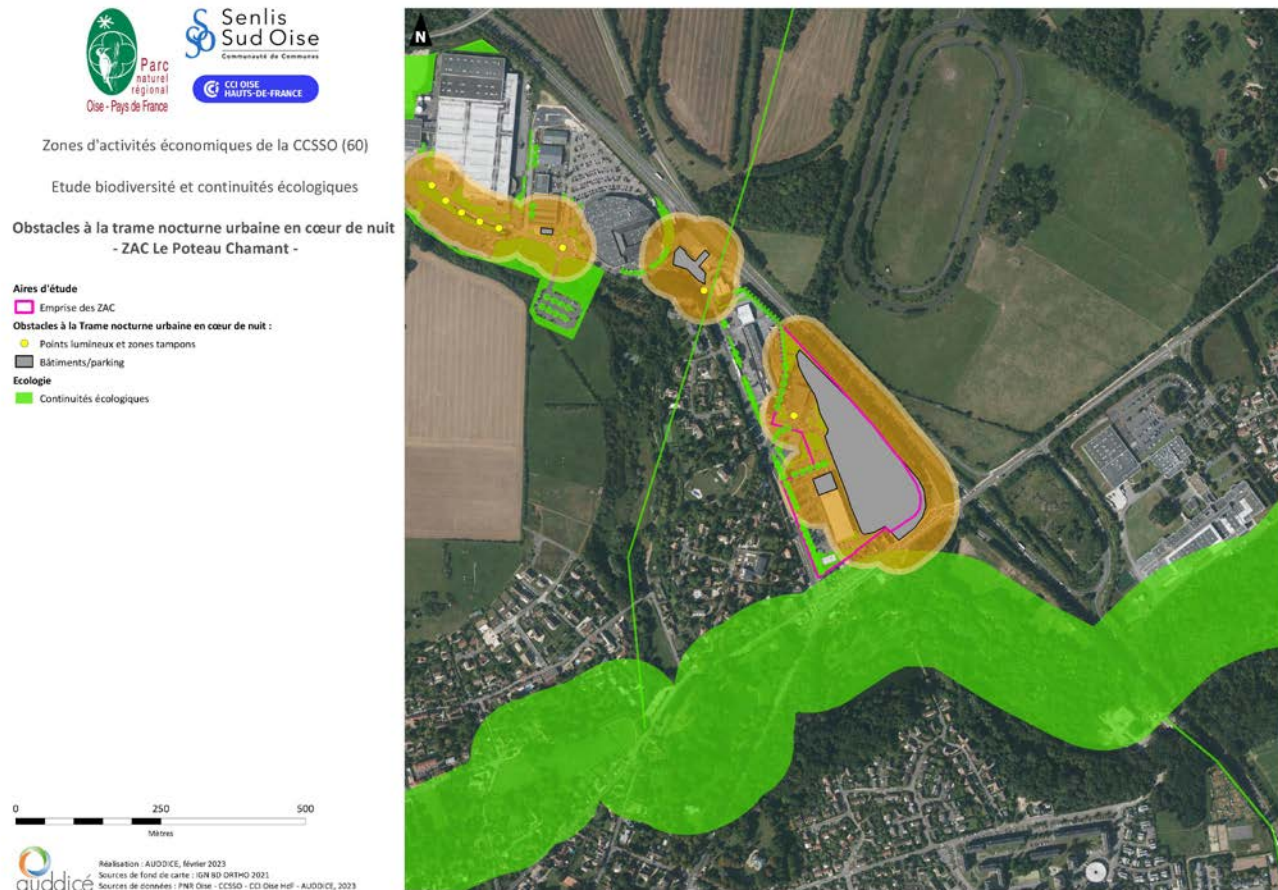 Parc
naturel
régional
Oise - Pays de France
Senlis
Sud Oise
Communauté de Communes
CCI OISE
HAUTS-DE-FRANCE
Zones d'activités économiques de la CCSSO (60)
Etude biodiversité et continuités écologiques
Obstacles à la trame nocturne urbaine en cœur de nuit
- ZAC Le Poteau Chamant -
Aires d'étude
Emprise des ZAC
Obstacles à la Trame nocturne urbaine en cœur de nuit :
Points lumineux et zones tampons
Bâtiments/parking
Ecologie
Continuités écologiques
N
0 250 500
Mètres
auddicé
Réalisation : AUDDICE, février 2023
Sources de fond de carte : IGN BD ORTHO 2021
Sources de données : PNR Oise - CCSSO - CCI Oise HdF - AUDDICE, 2023